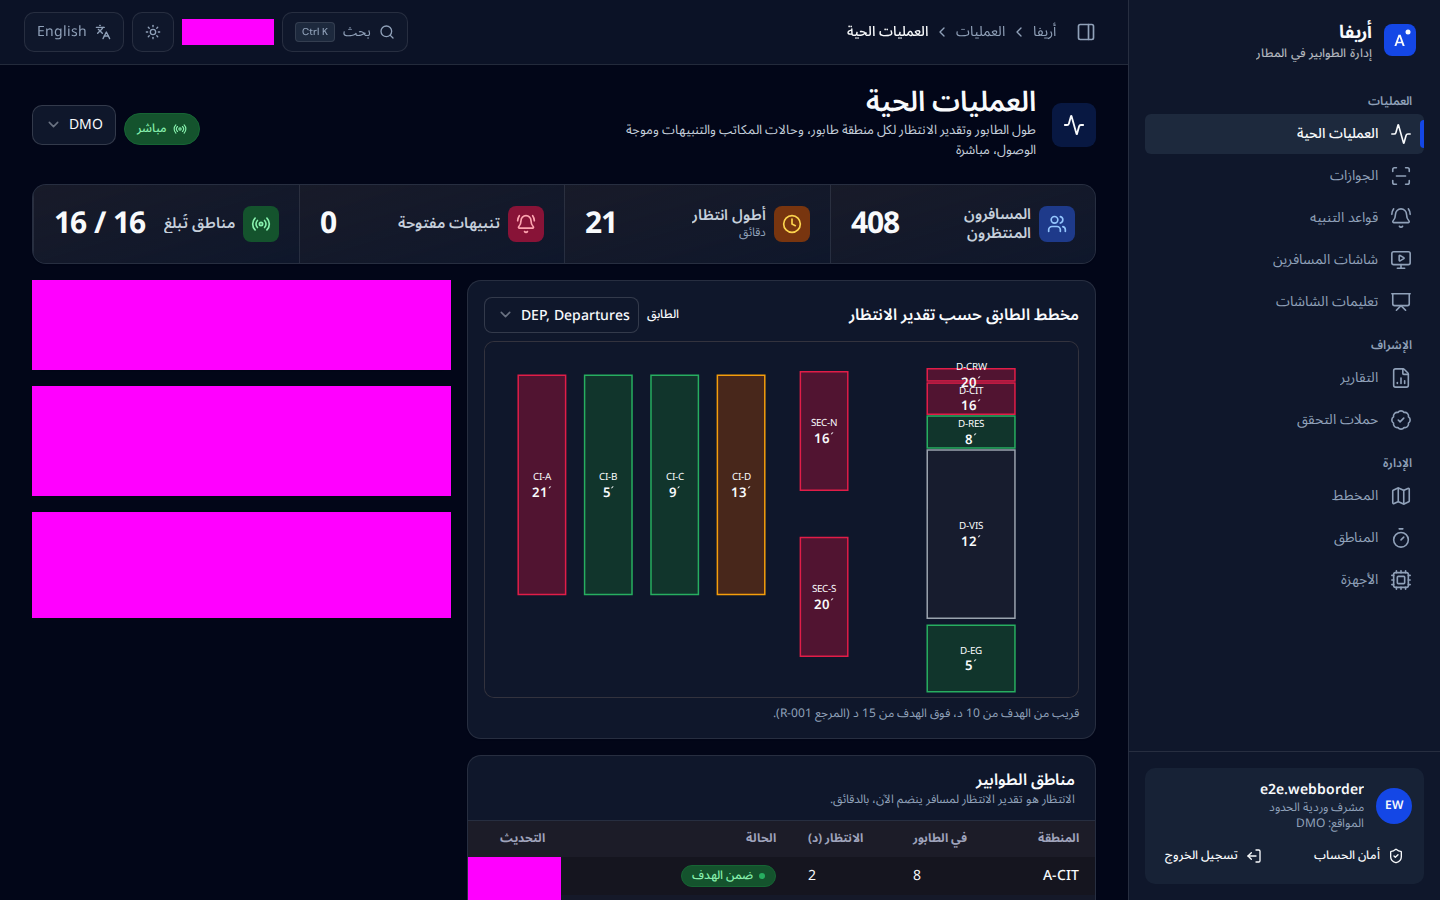 أريفا
إدارة الطوابير في المطار
A
العمليات
العمليات الحية
الجوازات
قواعد التنبيه
شاشات المسافرين
تعليمات الشاشات
الإشراف
التقارير
حملات التحقق
الإدارة
المخطط
المناطق
الأجهزة
e2e.webborder
مشرف وردية الحدود
المواقع: DMO
EW
أمان الحساب
تسجيل الخروج
أريفا
العمليات
العمليات الحية
بحث
Ctrl K
English
العمليات الحية
طول الطابور وتقدير الانتظار لكل منطقة طابور، وحالات المكاتب والتنبيهات وموجة
الوصول، مباشرة
مباشر
DMO
المسافرون
المنتظرون
408
أطول انتظار
دقائق
21
تنبيهات مفتوحة
0
مناطق تُبلغ
16 / 16
مخطط الطابق حسب تقدير الانتظار
الطابق
DEP, Departures
CI-A
21´
CI-B
5´
CI-C
9´
CI-D
13´
SEC-N
16´
SEC-S
20´
D-CRW
20´
D-CIT
16´
D-RES
8´
D-VIS
12´
D-EG
5´
قريب من الهدف من 10 د، فوق الهدف من 15 د (المرجع R-001).
مناطق الطوابير
الانتظار هو تقدير الانتظار لمسافر ينضم الآن، بالدقائق.
المنطقة
في الطابور
الانتظار (د)
الحالة
التحديث
A-CIT
8
2
ضمن الهدف